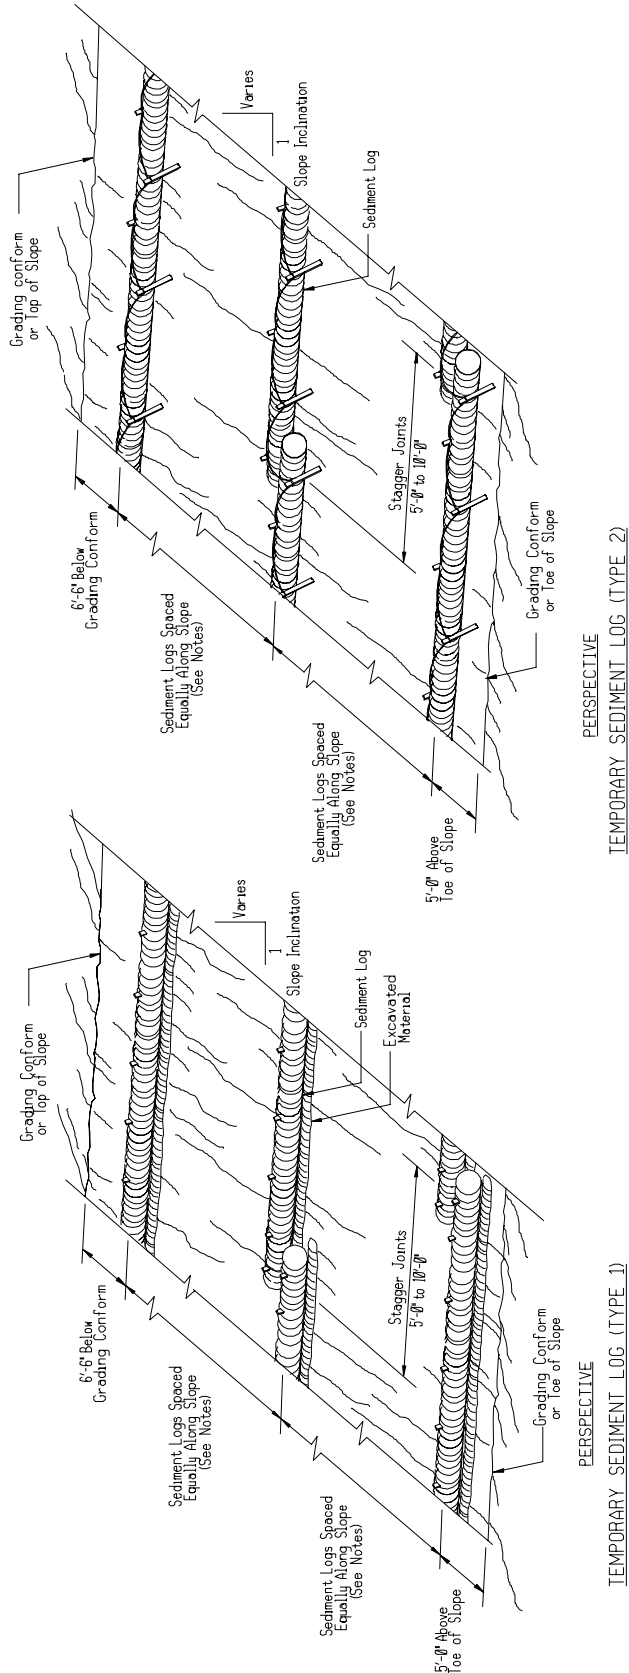 Grading Conform
or Top of Slope
6'-6" Below
Grading Conform
Varies
1
Slope Inclination
Sediment Log
Excavated
Material
Sediment Logs Spaced
Equally Along Slope
(See Notes)
Stagger Joints
5'-0" to 10'-0"
Sediment Logs Spaced
Equally Along Slope
(See Notes)
5'-0" Above
Toe of Slope
Grading Conform
or Toe of Slope
PERSPECTIVE
TEMPORARY SEDIMENT LOG (TYPE 1)
Grading conform
or Top of Slope
6'-6" Below
Grading Conform
Varies
1
Slope Inclination
Sediment Log
Sediment Logs Spaced
Equally Along Slope
(See Notes)
Stagger Joints
5'-0" to 10'-0"
Sediment Logs Spaced
Equally Along Slope
(See Notes)
5'-0" Above
Toe of Slope
Grading Conform
or Toe of Slope
PERSPECTIVE
TEMPORARY SEDIMENT LOG (TYPE 2)